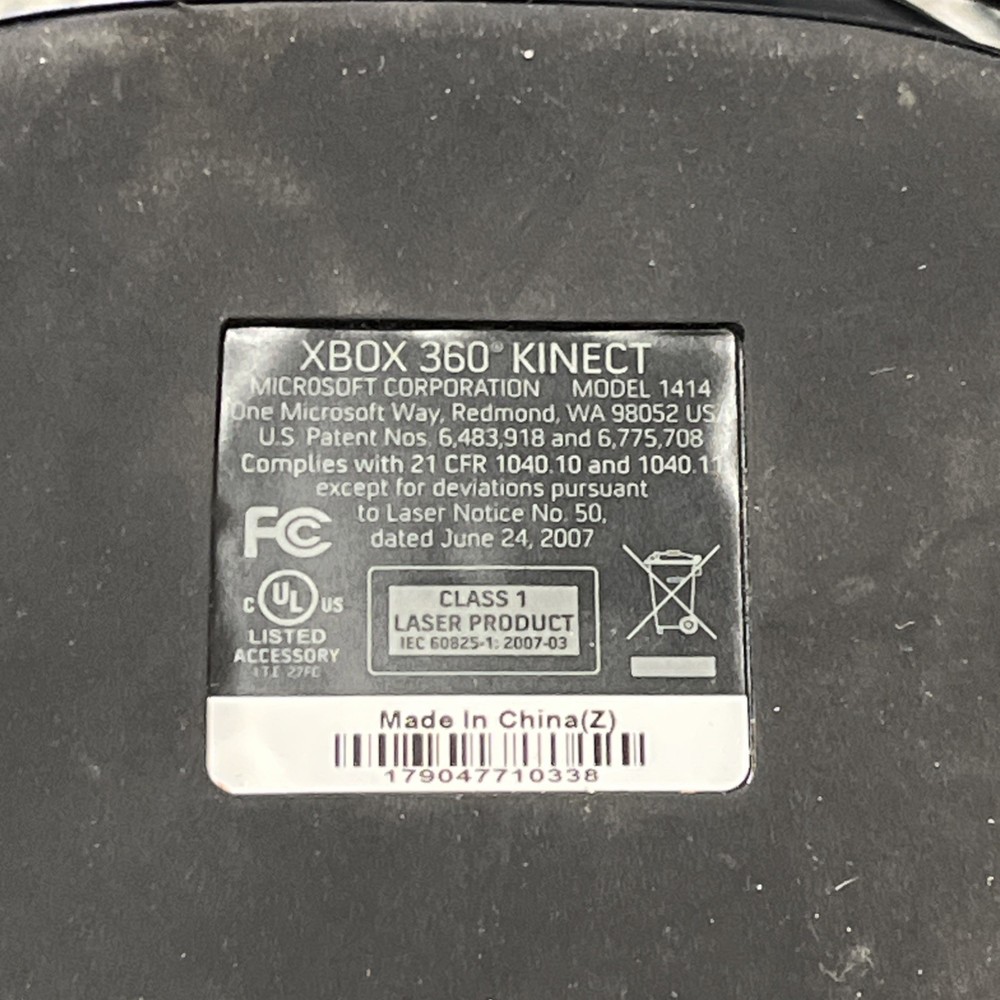 XBOX 360® KINECT
MICROSOFT CORPORATION MODEL 1414
One Microsoft Way, Redmond, WA 98052 USA
U.S. Patent Nos. 6,483,918 and 6,775,708
Complies with 21 CFR 1040.10 and 1040.11
except for deviations pursuant
to Laser Notice No. 50,
dated June 24, 2007
FC
C UL US
LISTED
ACCESSORY
I.T.E. 27FC
CLASS 1
LASER PRODUCT
IEC 60825-1: 2007-03
Made In China(Z)
179047710338